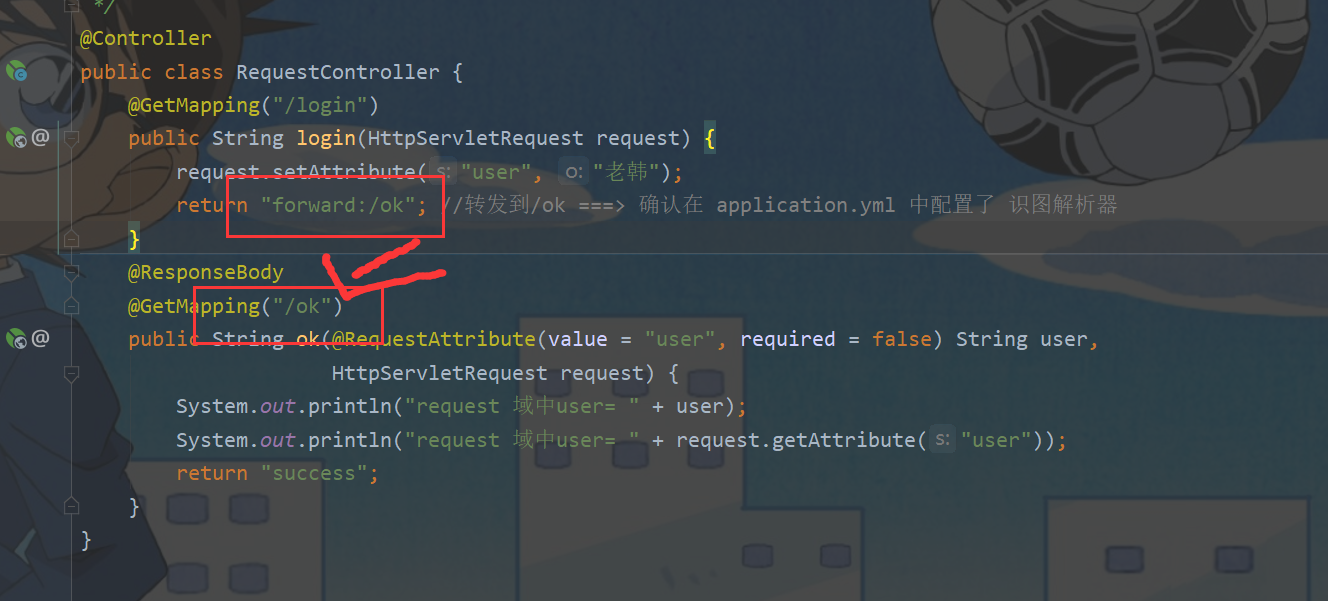 */
@Controller
public class RequestController {
@GetMapping("/login")
public String login(HttpServletRequest request) {
request.setAttribute( s: "user", o: "老韩");
return "forward:/ok"; //转发到/ok ===> 确认在 application.yml 中配置了 识图解析器
}
@ResponseBody
@GetMapping("/ok")
public String ok(@RequestAttribute(value = "user", required = false) String user,
HttpServletRequest request) {
System.out.println("request 域中user= " + user);
System.out.println("request 域中user= " + request.getAttribute( s: "user"));
return "success";
}
}